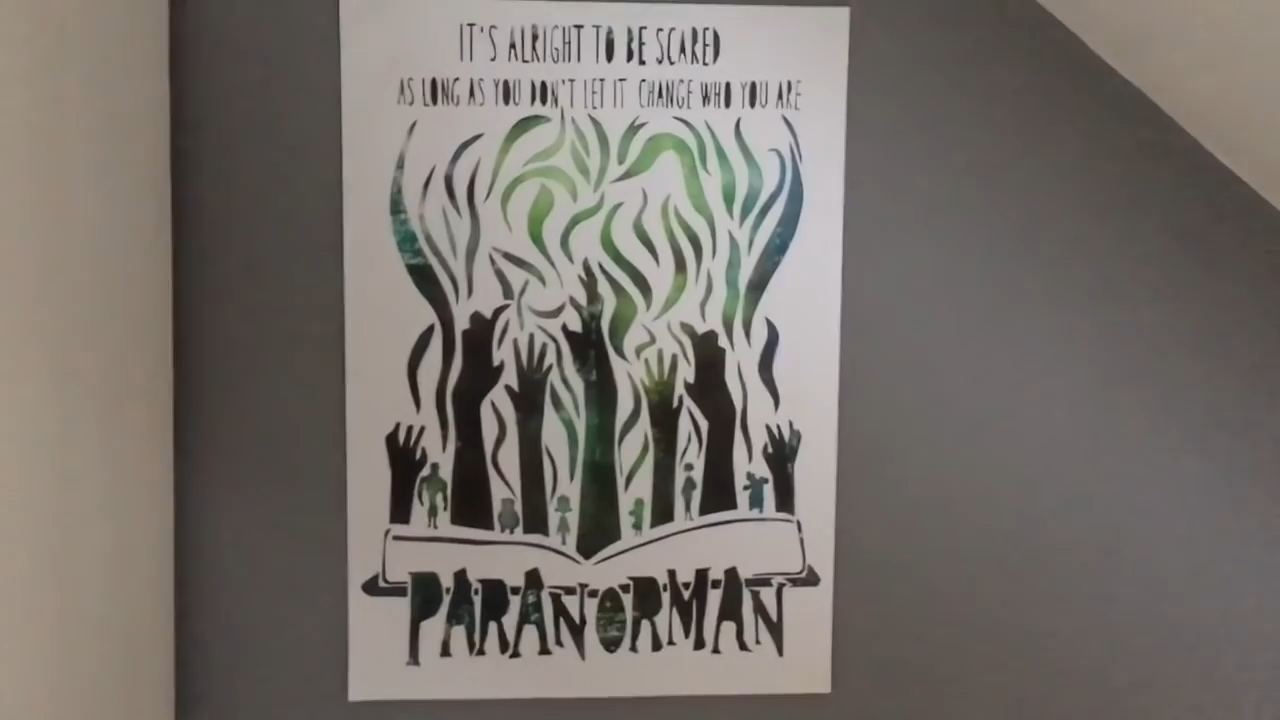 IT'S ALRIGHT TO BE SCARED
AS LONG AS YOU DON'T LET IT CHANGE WHO YOU ARE
PARANORMAN